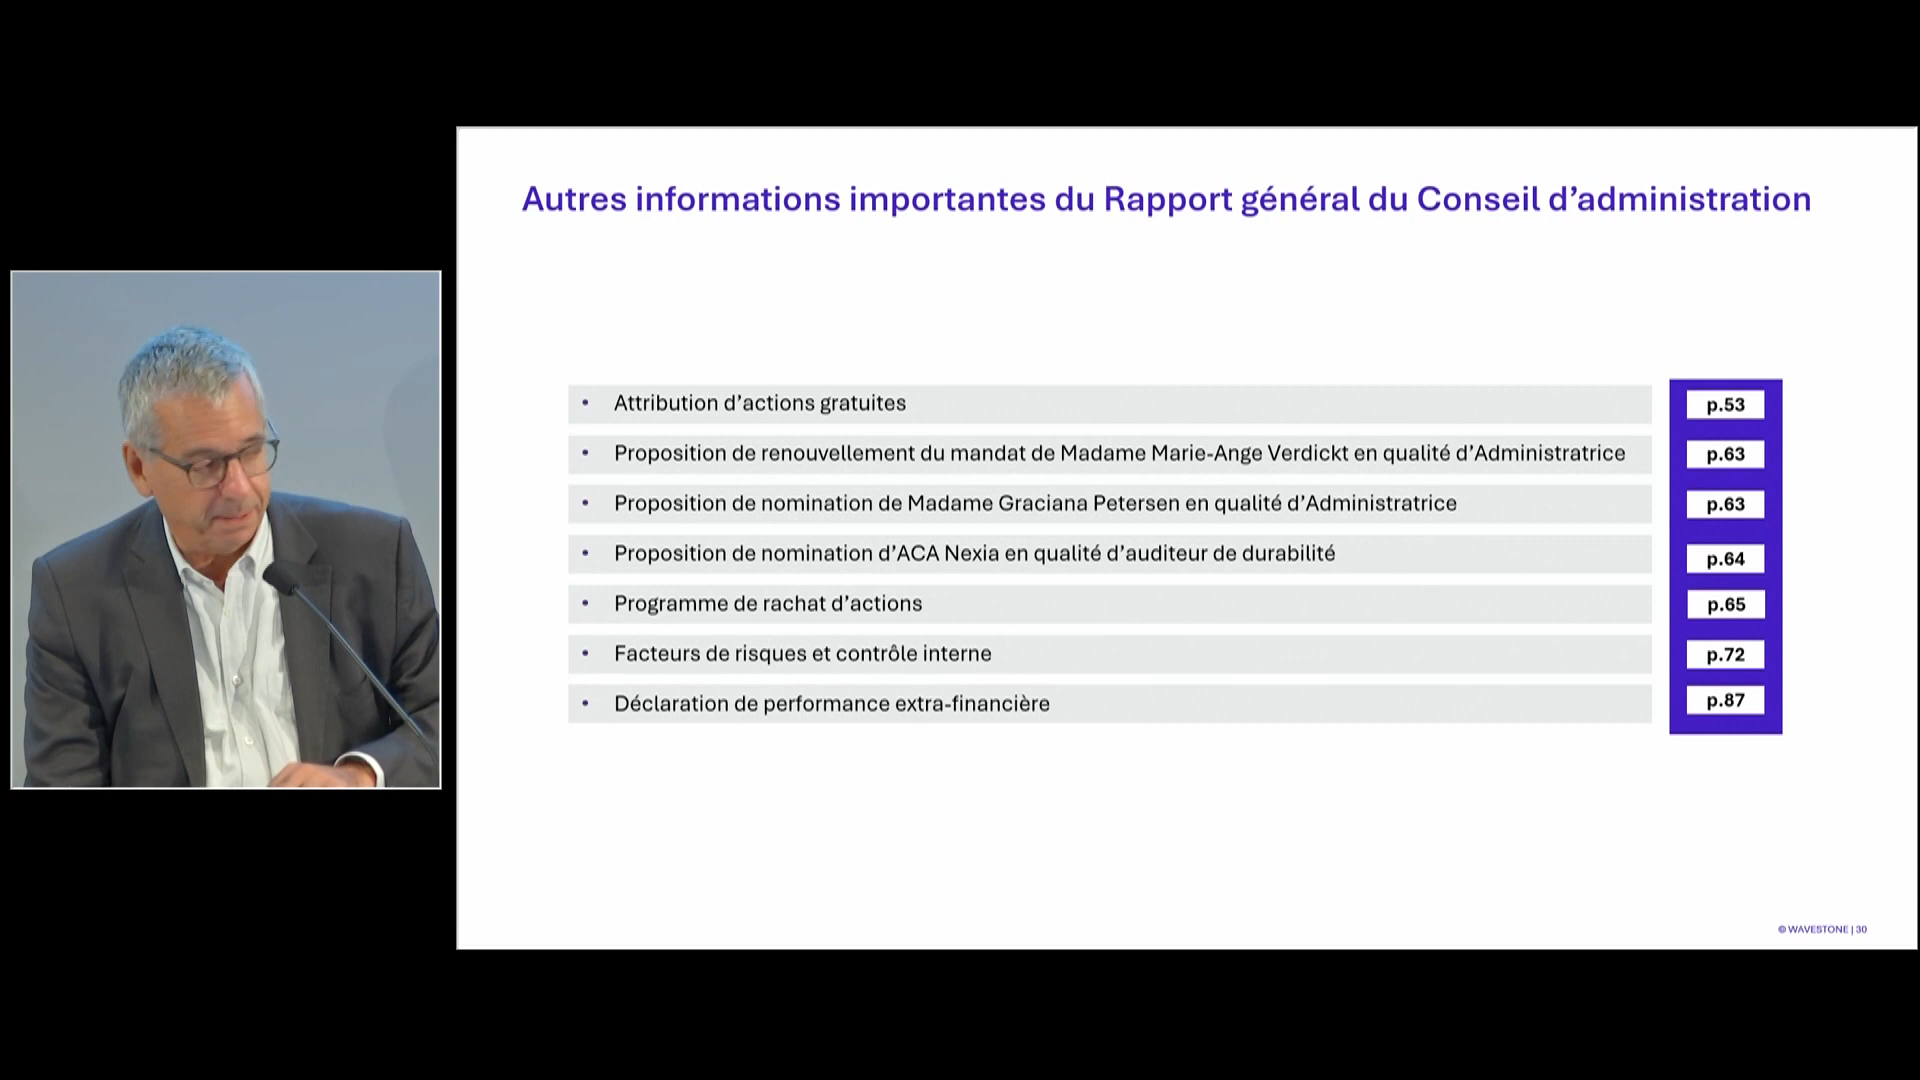 Autres informations importantes du Rapport général du Conseil d’administration
• Attribution d’actions gratuites p.53
• Proposition de renouvellement du mandat de Madame Marie-Ange Verdickt en qualité d’Administratrice p.63
• Proposition de nomination de Madame Graciana Petersen en qualité d’Administratrice p.63
• Proposition de nomination d’ACA Nexia en qualité d’auditeur de durabilité p.64
• Programme de rachat d’actions p.65
• Facteurs de risques et contrôle interne p.72
• Déclaration de performance extra-financière p.87
© WAVESTONE | 30